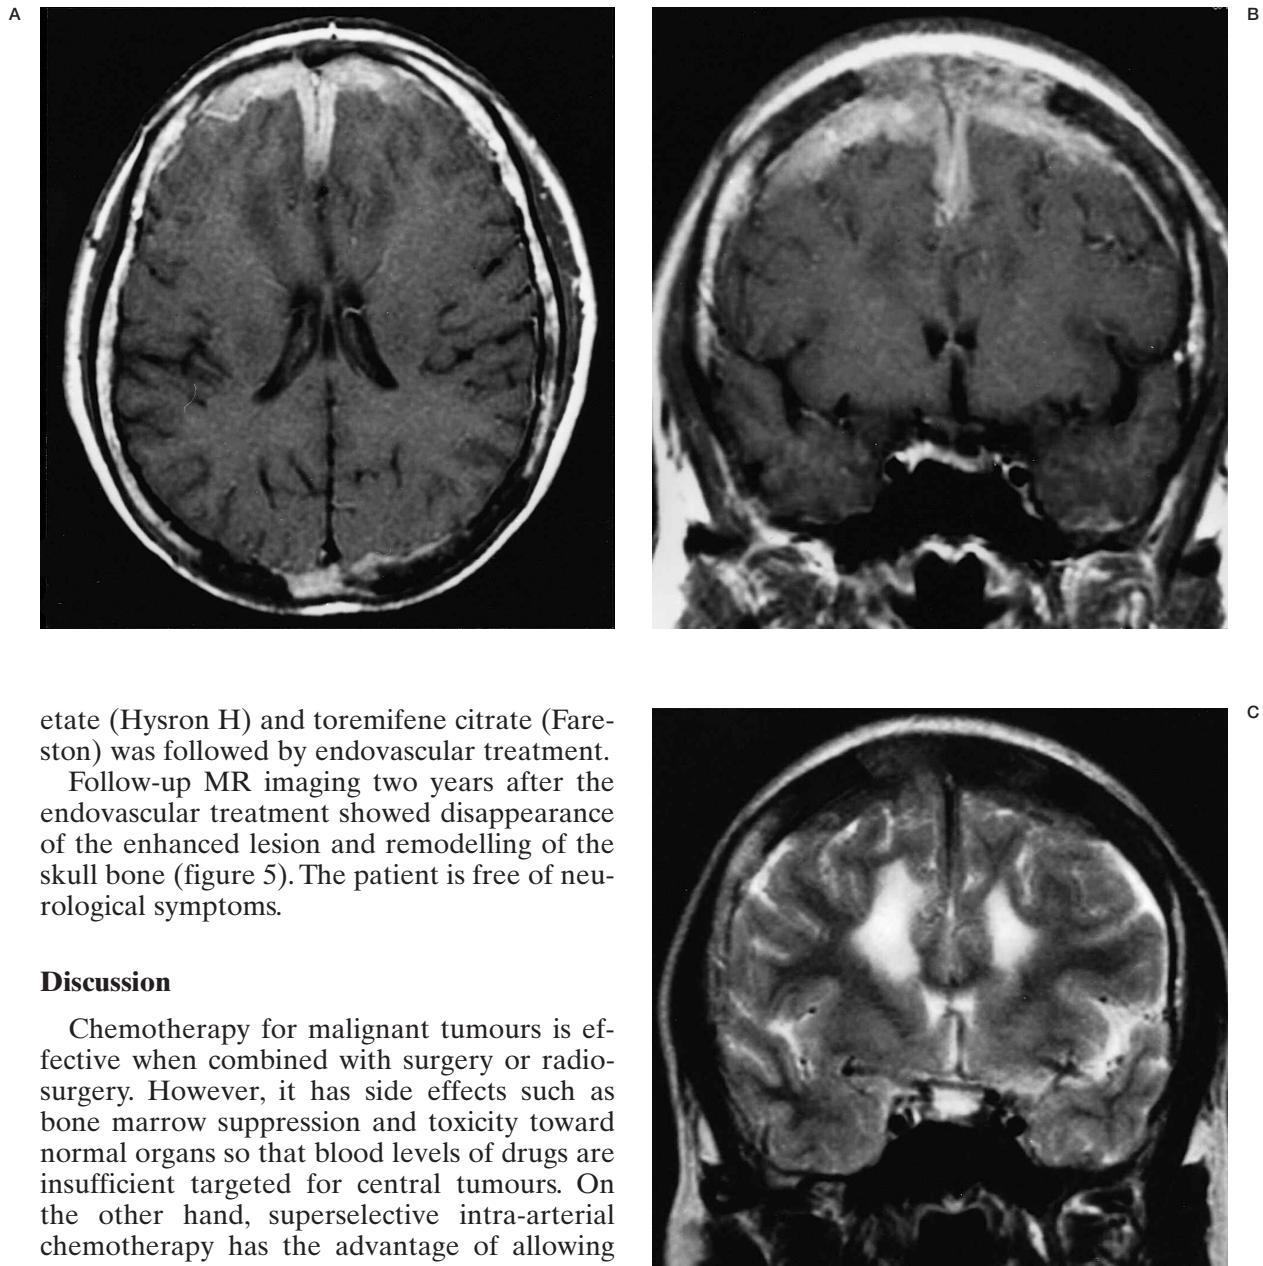 A
B
etate (Hysron H) and toremifene citrate (Fare-
ston) was followed by endovascular treatment.
Follow-up MR imaging two years after the
endovascular treatment showed disappearance
of the enhanced lesion and remodelling of the
skull bone (figure 5). The patient is free of neu-
rological symptoms.
Discussion
Chemotherapy for malignant tumours is ef-
fective when combined with surgery or radio-
surgery. However, it has side effects such as
bone marrow suppression and toxicity toward
normal organs so that blood levels of drugs are
insufficient targeted for central tumours. On
the other hand, superselective intra-arterial
chemotherapy has the advantage of allowing
C